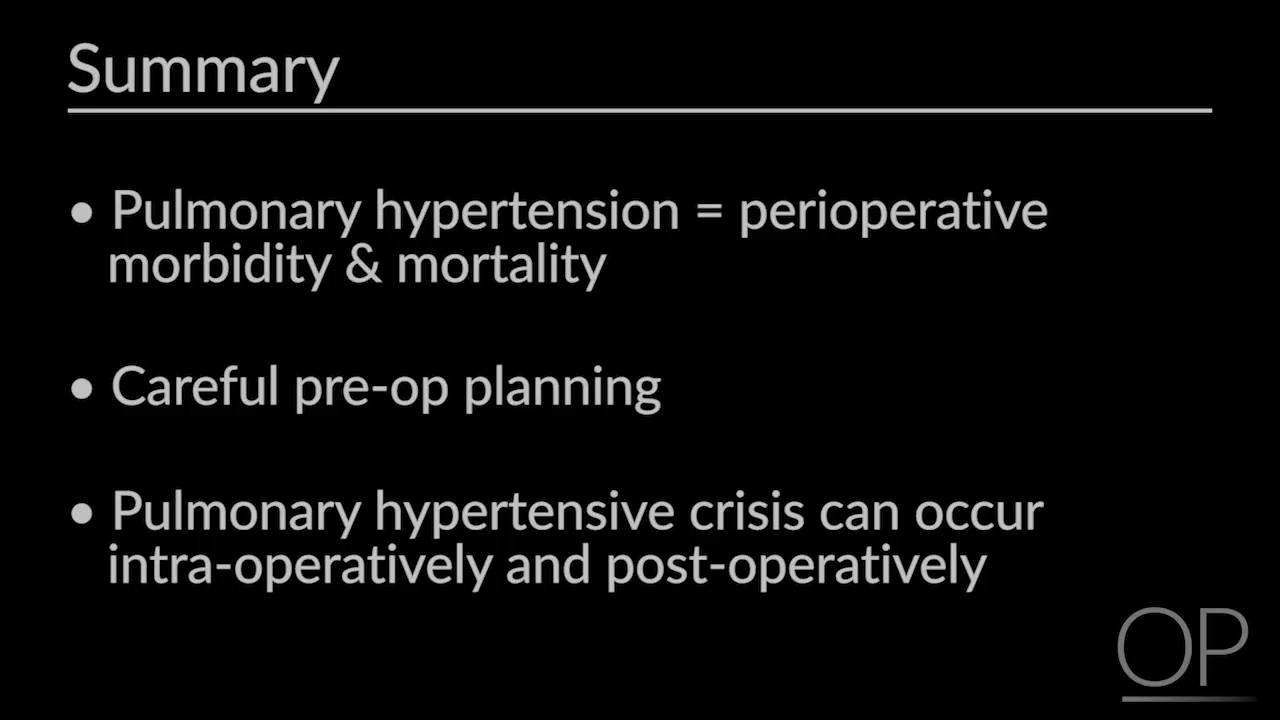 Summary
• Pulmonary hypertension = perioperative
morbidity & mortality
• Careful pre-op planning
• Pulmonary hypertensive crisis can occur
intra-operatively and post-operatively
OP